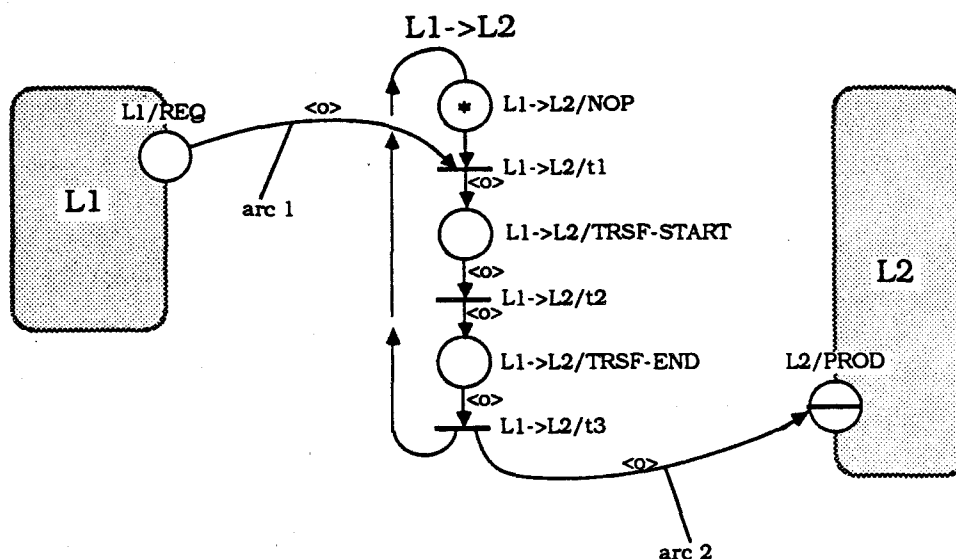 L1->L2
L1/REQ
<o>
*
L1->L2/NOP
L1->L2/t1
<o>
L1
arc 1
L1->L2/TRSF-START
<o>
L1->L2/t2
<o>
L2
L1->L2/TRSF-END
L2/PROD
<o>
L1->L2/t3
<o>
arc 2